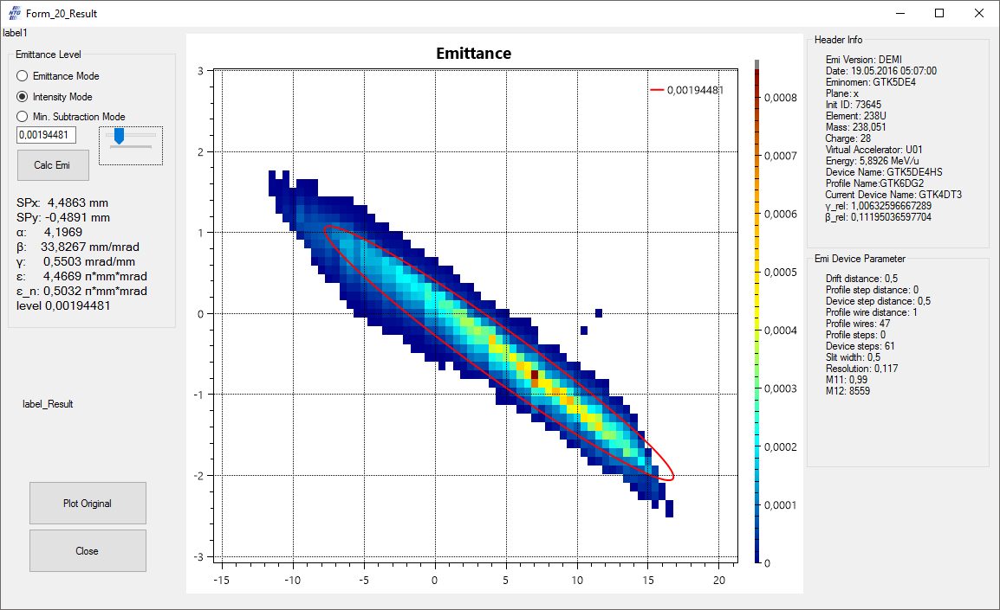 NTG Form_20_Result
label1
Emittance Level
Emittance Mode
Intensity Mode
Min. Subtraction Mode
0,00194481
Calc Emi
SPx: 4,4863 mm
SPy: -0,4891 mm
α: 4,1969
β: 33,8267 mm/mrad
γ: 0,5503 mrad/mm
ε: 4,4669 n*mm*mrad
ε_n: 0,5032 n*mm*mrad
level 0,00194481
label_Result
Plot Original
Close
Emittance
0,00194481
3
2
1
0
-1
-2
-3
-15 -10 -5 0 5 10 15 20
0,0008
0,0007
0,0006
0,0005
0,0004
0,0003
0,0002
0,0001
0
Header Info
Emi Version: DEMI
Date: 19.05.2016 05:07:00
Eminomen: GTK5DE4
Plane: x
Init ID: 73645
Element: 238U
Mass: 238,051
Charge: 28
Virtual Accelerator: U01
Energy: 5,8926 MeV/u
Device Name: GTK5DE4HS
Profile Name:GTK6DG2
Current Device Name: GTK4DT3
γ_rel: 1,00632596667289
β_rel: 0,11195036597704
Emi Device Parameter
Drift distance: 0,5
Profile step distance: 0
Device step distance: 0,5
Profile wire distance: 1
Profile wires: 47
Profile steps: 0
Device steps: 61
Slit width: 0,5
Resolution: 0,117
M11: 0,99
M12: 8559